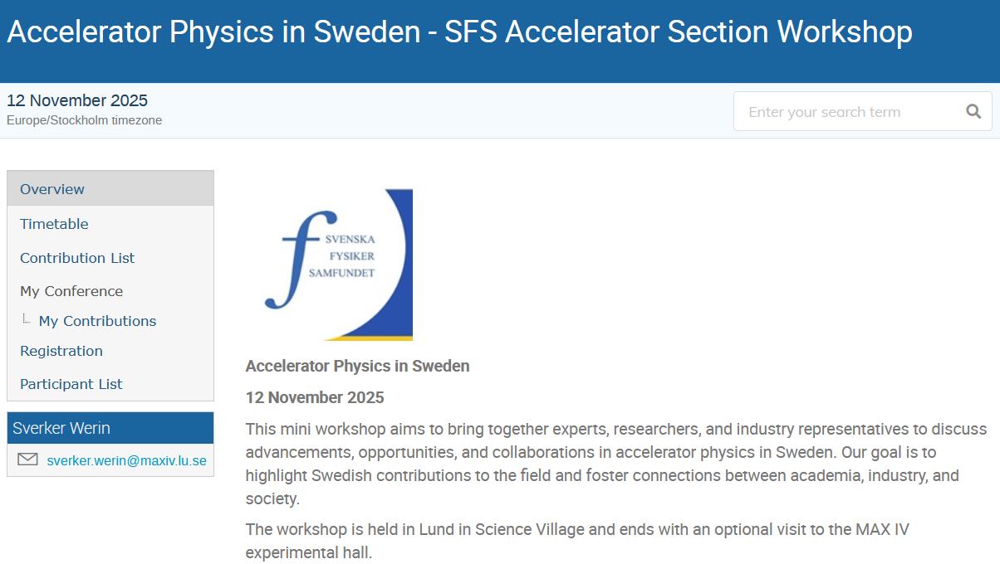 Accelerator Physics in Sweden - SFS Accelerator Section Workshop
12 November 2025
Europe/Stockholm timezone
Enter your search term
Overview
Timetable
Contribution List
My Conference
My Contributions
Registration
Participant List
Sverker Werin
sverker.werin@maxiv.lu.se
f
SVENSKA
FYSIKER
SAMFUNDET
Accelerator Physics in Sweden
12 November 2025
This mini workshop aims to bring together experts, researchers, and industry representatives to discuss
advancements, opportunities, and collaborations in accelerator physics in Sweden. Our goal is to
highlight Swedish contributions to the field and foster connections between academia, industry, and
society.
The workshop is held in Lund in Science Village and ends with an optional visit to the MAX IV
experimental hall.